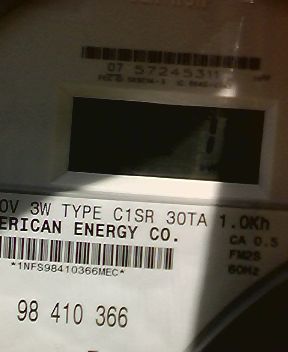 07 57245311
0V 3W TYPE C1SR 30TA 1.0Kh
ERICAN ENERGY CO.
CA 0.5
*1NFS98410366MEC*
FM2S
60Hz
98 410 366